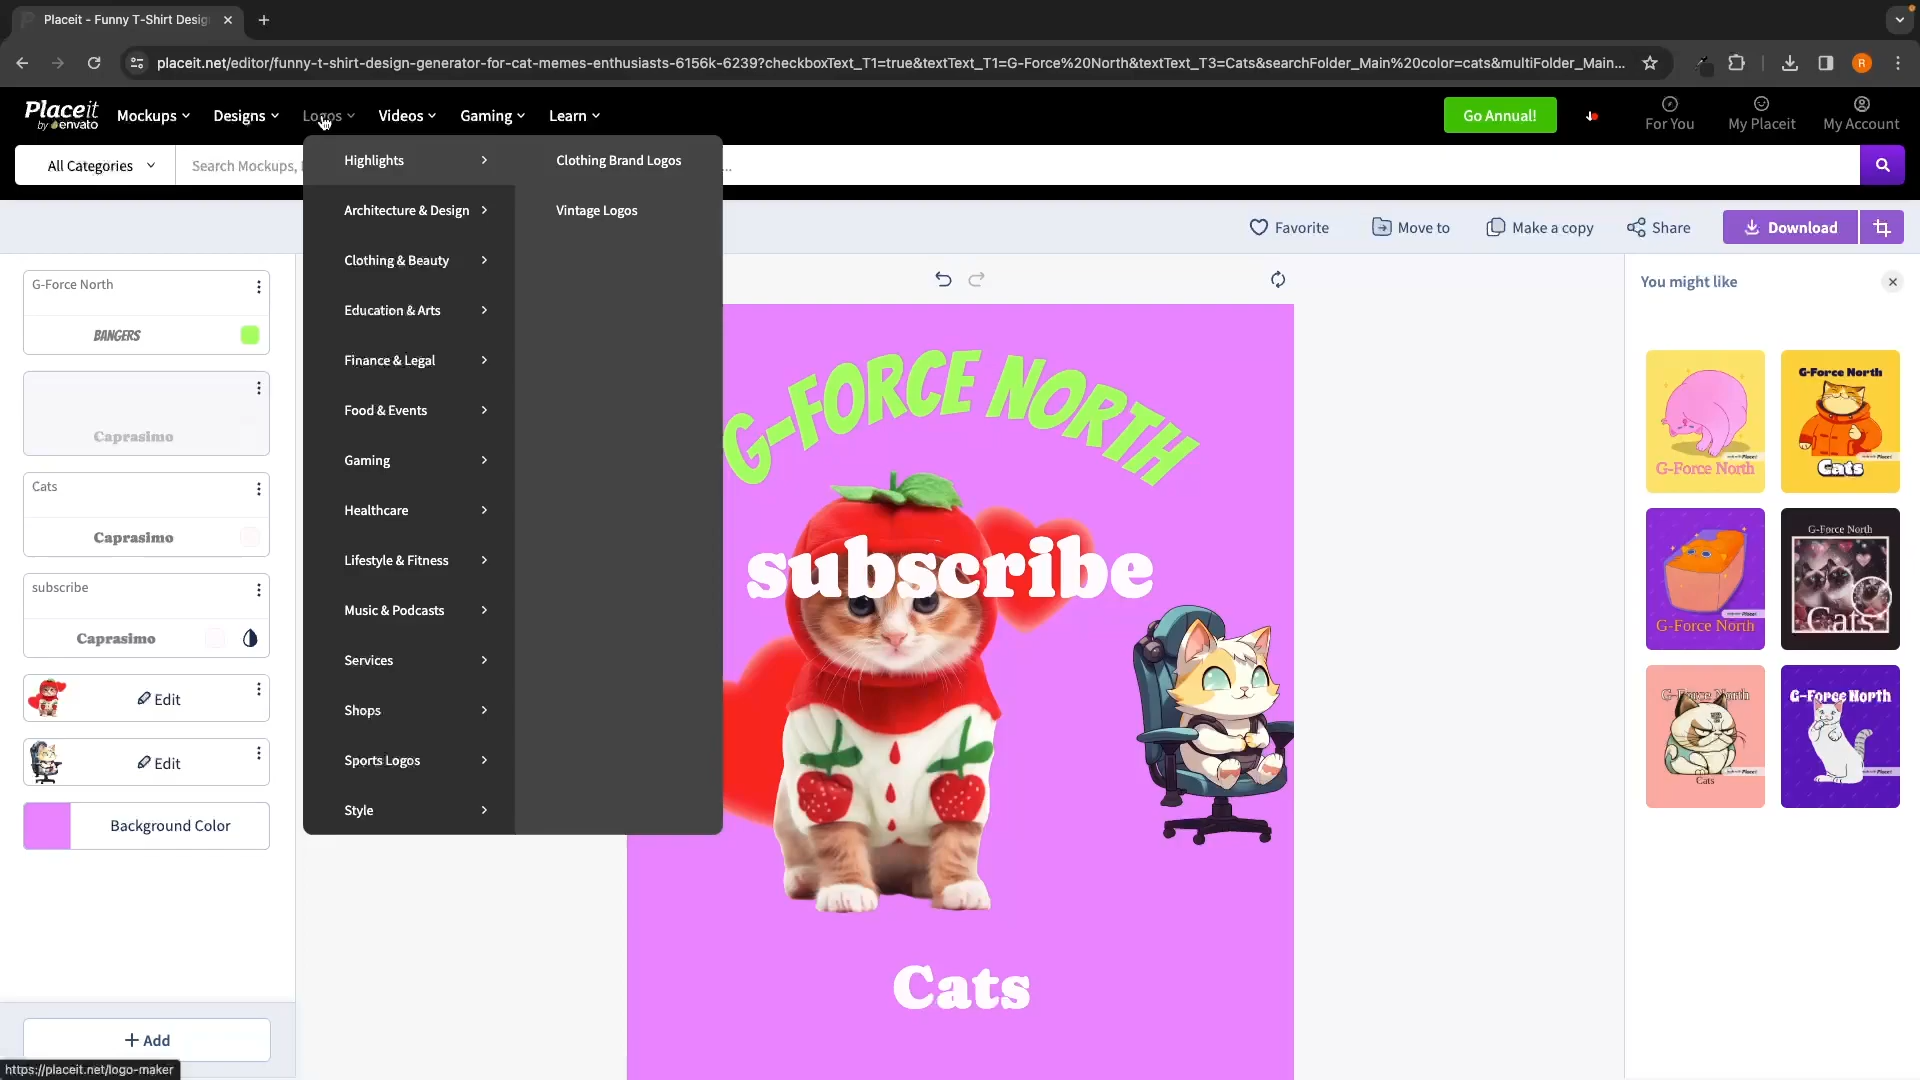 Placeit - Funny T-Shirt Desig
placeit.net/editor/funny-t-shirt-design-generator-for-cat-memes-enthusiasts-6156k-6239?checkboxText_T1=true&textText_T1=G-Force%20North&textText_T3=Cats&searchFolder_Main%20color=cats&multiFolder_Main...
R
Placeit
by envato
Mockups
Designs
Logos
Videos
Gaming
Learn
Go Annual!
For You
My Placeit
My Account
All Categories
Search Mockups,
...
Favorite
Move to
Make a copy
Share
Download
Highlights
Architecture & Design
Clothing & Beauty
Education & Arts
Finance & Legal
Food & Events
Gaming
Healthcare
Lifestyle & Fitness
Music & Podcasts
Services
Shops
Sports Logos
Style
Clothing Brand Logos
Vintage Logos
G-Force North
BANGERS
Caprasimo
Cats
Caprasimo
subscribe
Caprasimo
Edit
Edit
Background Color
+ Add
https://placeit.net/logo-maker
G-FORCE NORTH
subscribe
Cats
You might like
G-Force North
G-Force North
Cats
G-Force North
G-Force North
Cats
G-Force North
Cats
G-Force North